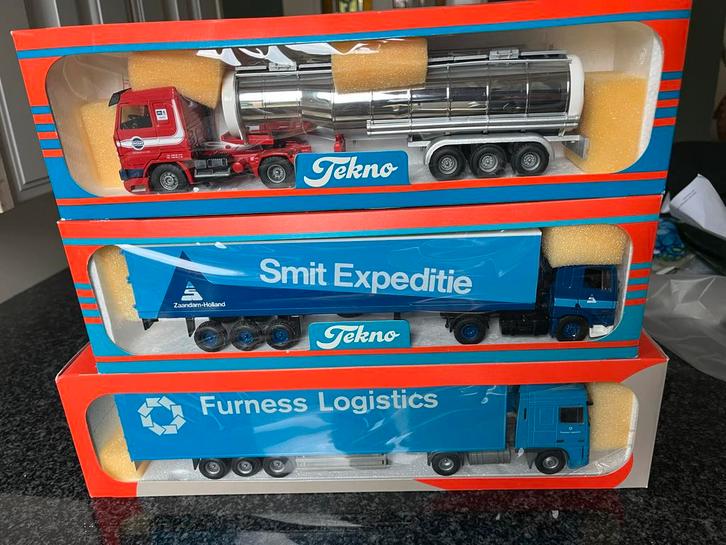 Tekno
Smit Expeditie
Zaandam-Holland
Tekno
Furness Logistics